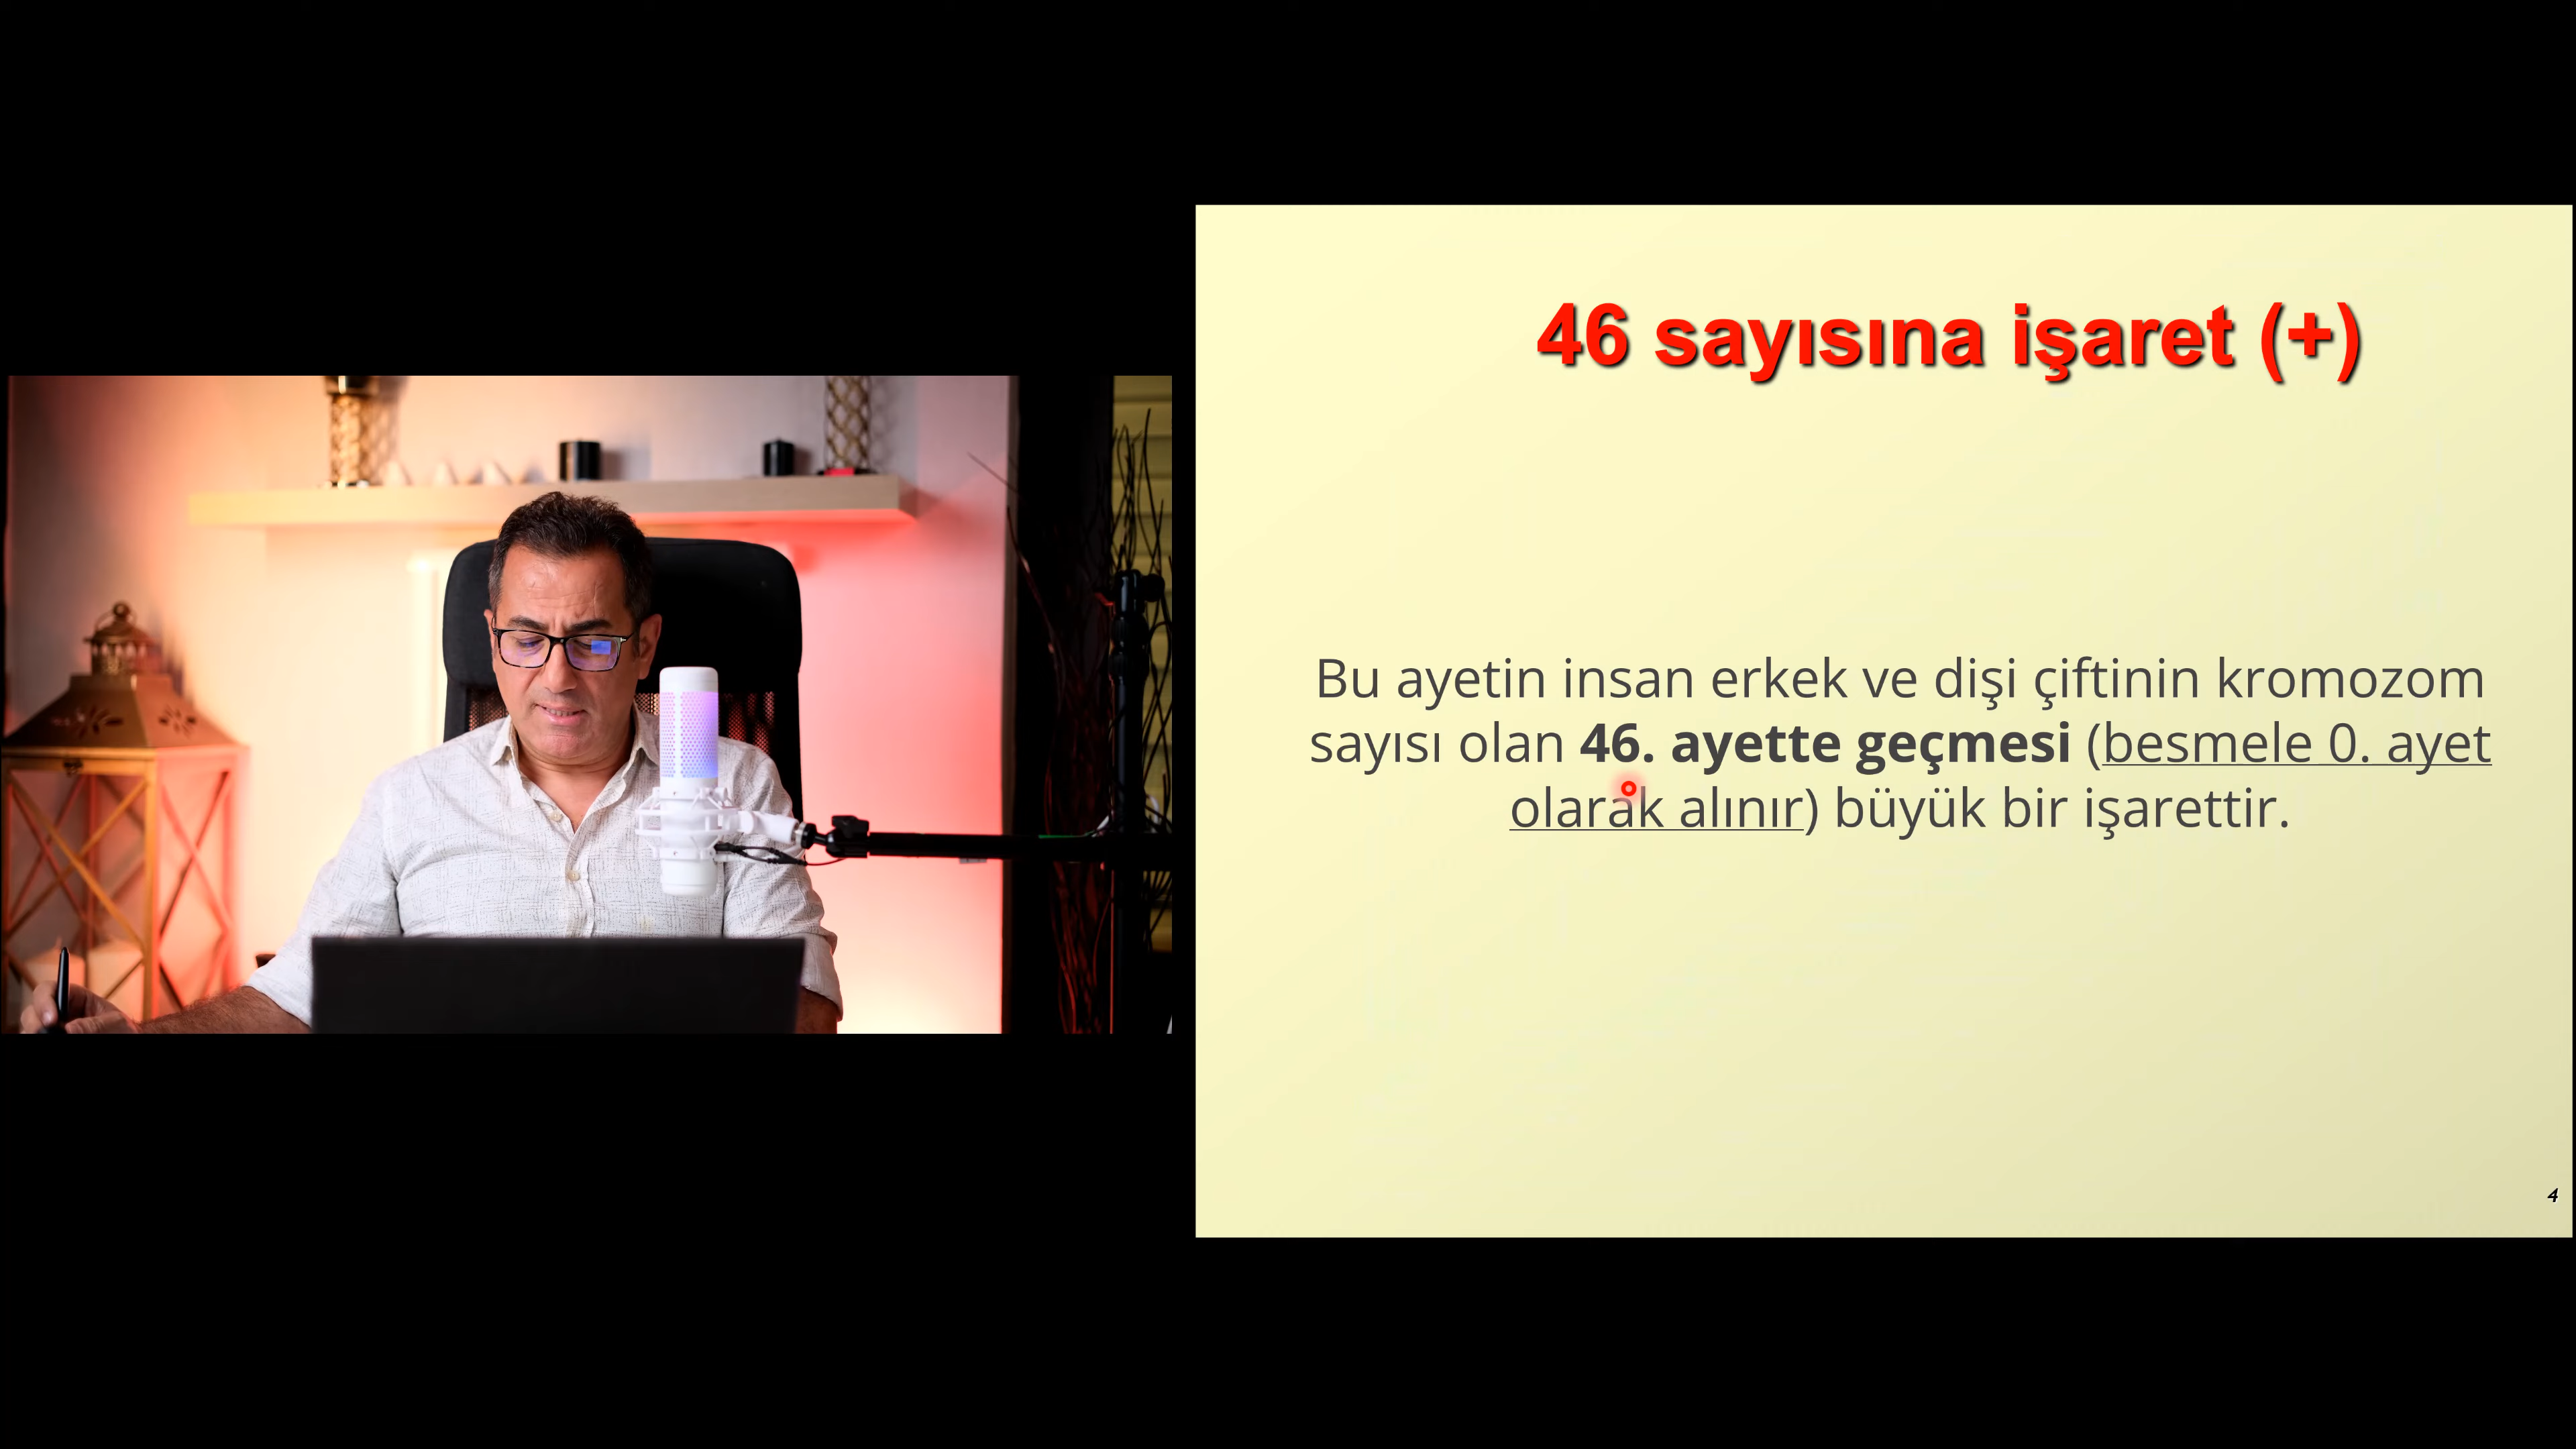 46 sayısına işaret (+)
Bu ayetin insan erkek ve dişi çiftinin kromozom
sayısı olan 46. ayette geçmesi (besmele 0. ayet
olarak alınır) büyük bir işarettir.
4